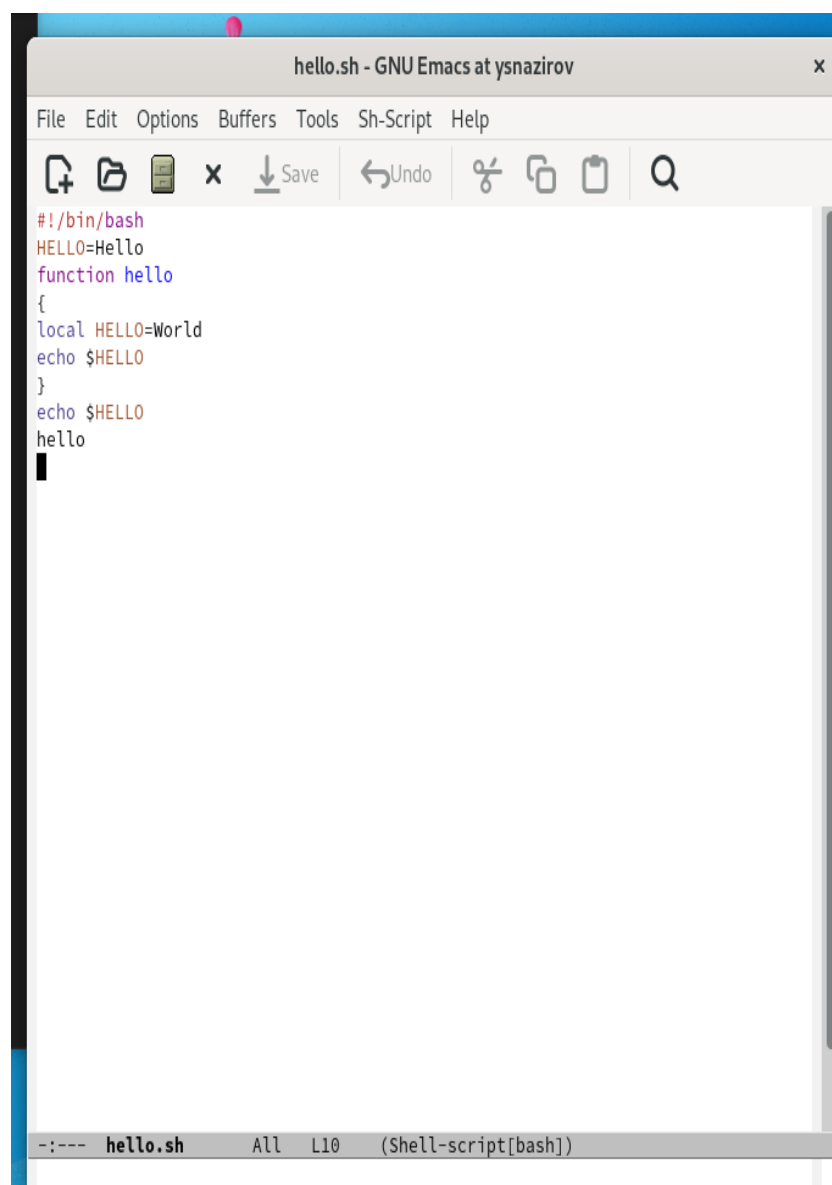 hello.sh - GNU Emacs at ysnazirov
File Edit Options Buffers Tools Sh-Script Help
Save Undo
#!/bin/bash
HELLO=Hello
function hello
{
local HELLO=World
echo $HELLO
}
echo $HELLO
hello
-:--- hello.sh All L10 (Shell-script[bash])